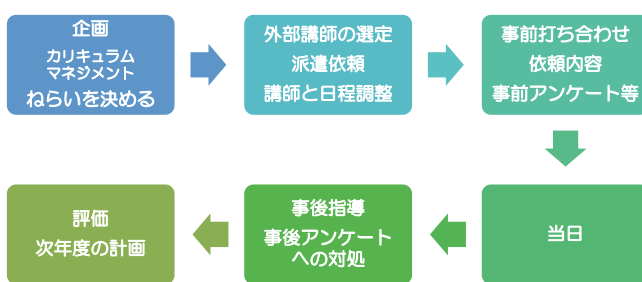 企画
カリキュラム
マネジメント
ねらいを決める
外部講師の選定
派遣依頼
講師と日程調整
事前打ち合わせ
依頼内容
事前アンケート等
当日
事後指導
事後アンケート
への対処
評価
次年度の計画